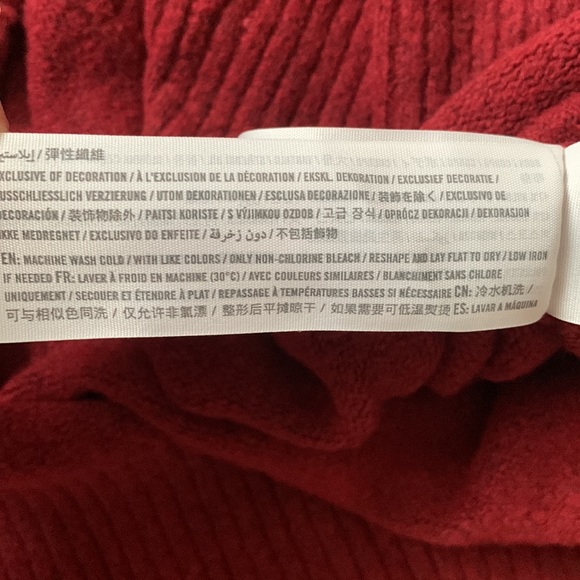 إيلاستين / 彈性纖維
EXCLUSIVE OF DECORATION / À L'EXCLUSION DE LA DÉCORATION / EKSKL. DEKORATION / EXCLUSIEF DECORATIE /
AUSSCHLIESSLICH VERZIERUNG / UTOM DEKORATIONEN / ESCLUSA DECORAZIONE / 装飾を除く / EXCLUSIVO DE
DECORACIÓN / 装饰物除外 / PAITSI KORISTE / S VÝJIMKOU OZDOB / 고급 장식 / OPRÓCZ DEKORACJI / DEKORASJON
IKKE MEDREGNET / EXCLUSIVO DO ENFEITE / دون زخرفة / 不包括飾物
EN: MACHINE WASH COLD / WITH LIKE COLORS / ONLY NON-CHLORINE BLEACH / RESHAPE AND LAY FLAT TO DRY / LOW IRON
IF NEEDED FR: LAVER À FROID EN MACHINE (30°C) / AVEC COULEURS SIMILAIRES / BLANCHIMENT SANS CHLORE
UNIQUEMENT / SECOUER ET ÉTENDRE À PLAT / REPASSAGE À TEMPÉRATURES BASSES SI NÉCESSAIRE CN: 冷水机洗 /
可与相似色同洗 / 仅允许非氯漂 / 整形后平摊晾干 / 如果需要可低温熨烫 ES: LAVAR A MÁQUINA